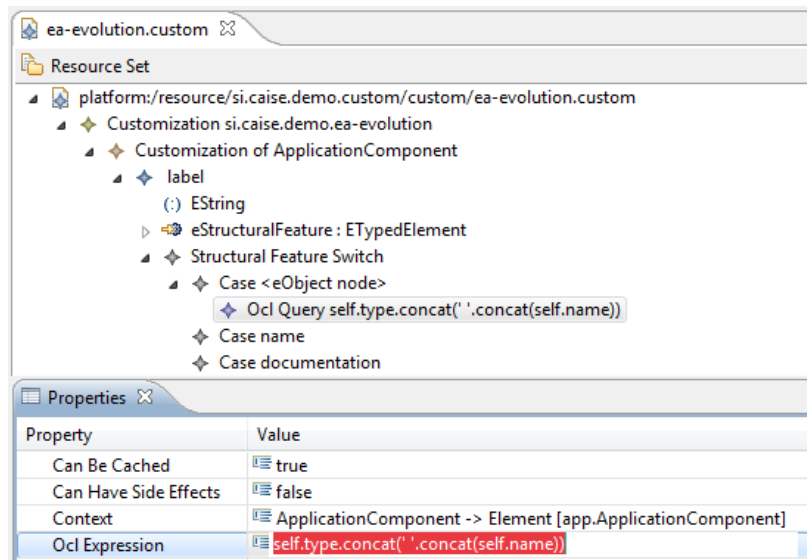 ea-evolution.custom
Resource Set
platform:/resource/si.caise.demo.custom/custom/ea-evolution.custom
Customization si.caise.demo.ea-evolution
Customization of ApplicationComponent
label
(:) EString
eStructuralFeature : ETypedElement
Structural Feature Switch
Case <eObject node>
Ocl Query self.type.concat(' '.concat(self.name))
Case name
Case documentation
Properties
Property Value
Can Be Cached true
Can Have Side Effects false
Context ApplicationComponent -> Element [app.ApplicationComponent]
Ocl Expression self.type.concat(' '.concat(self.name))